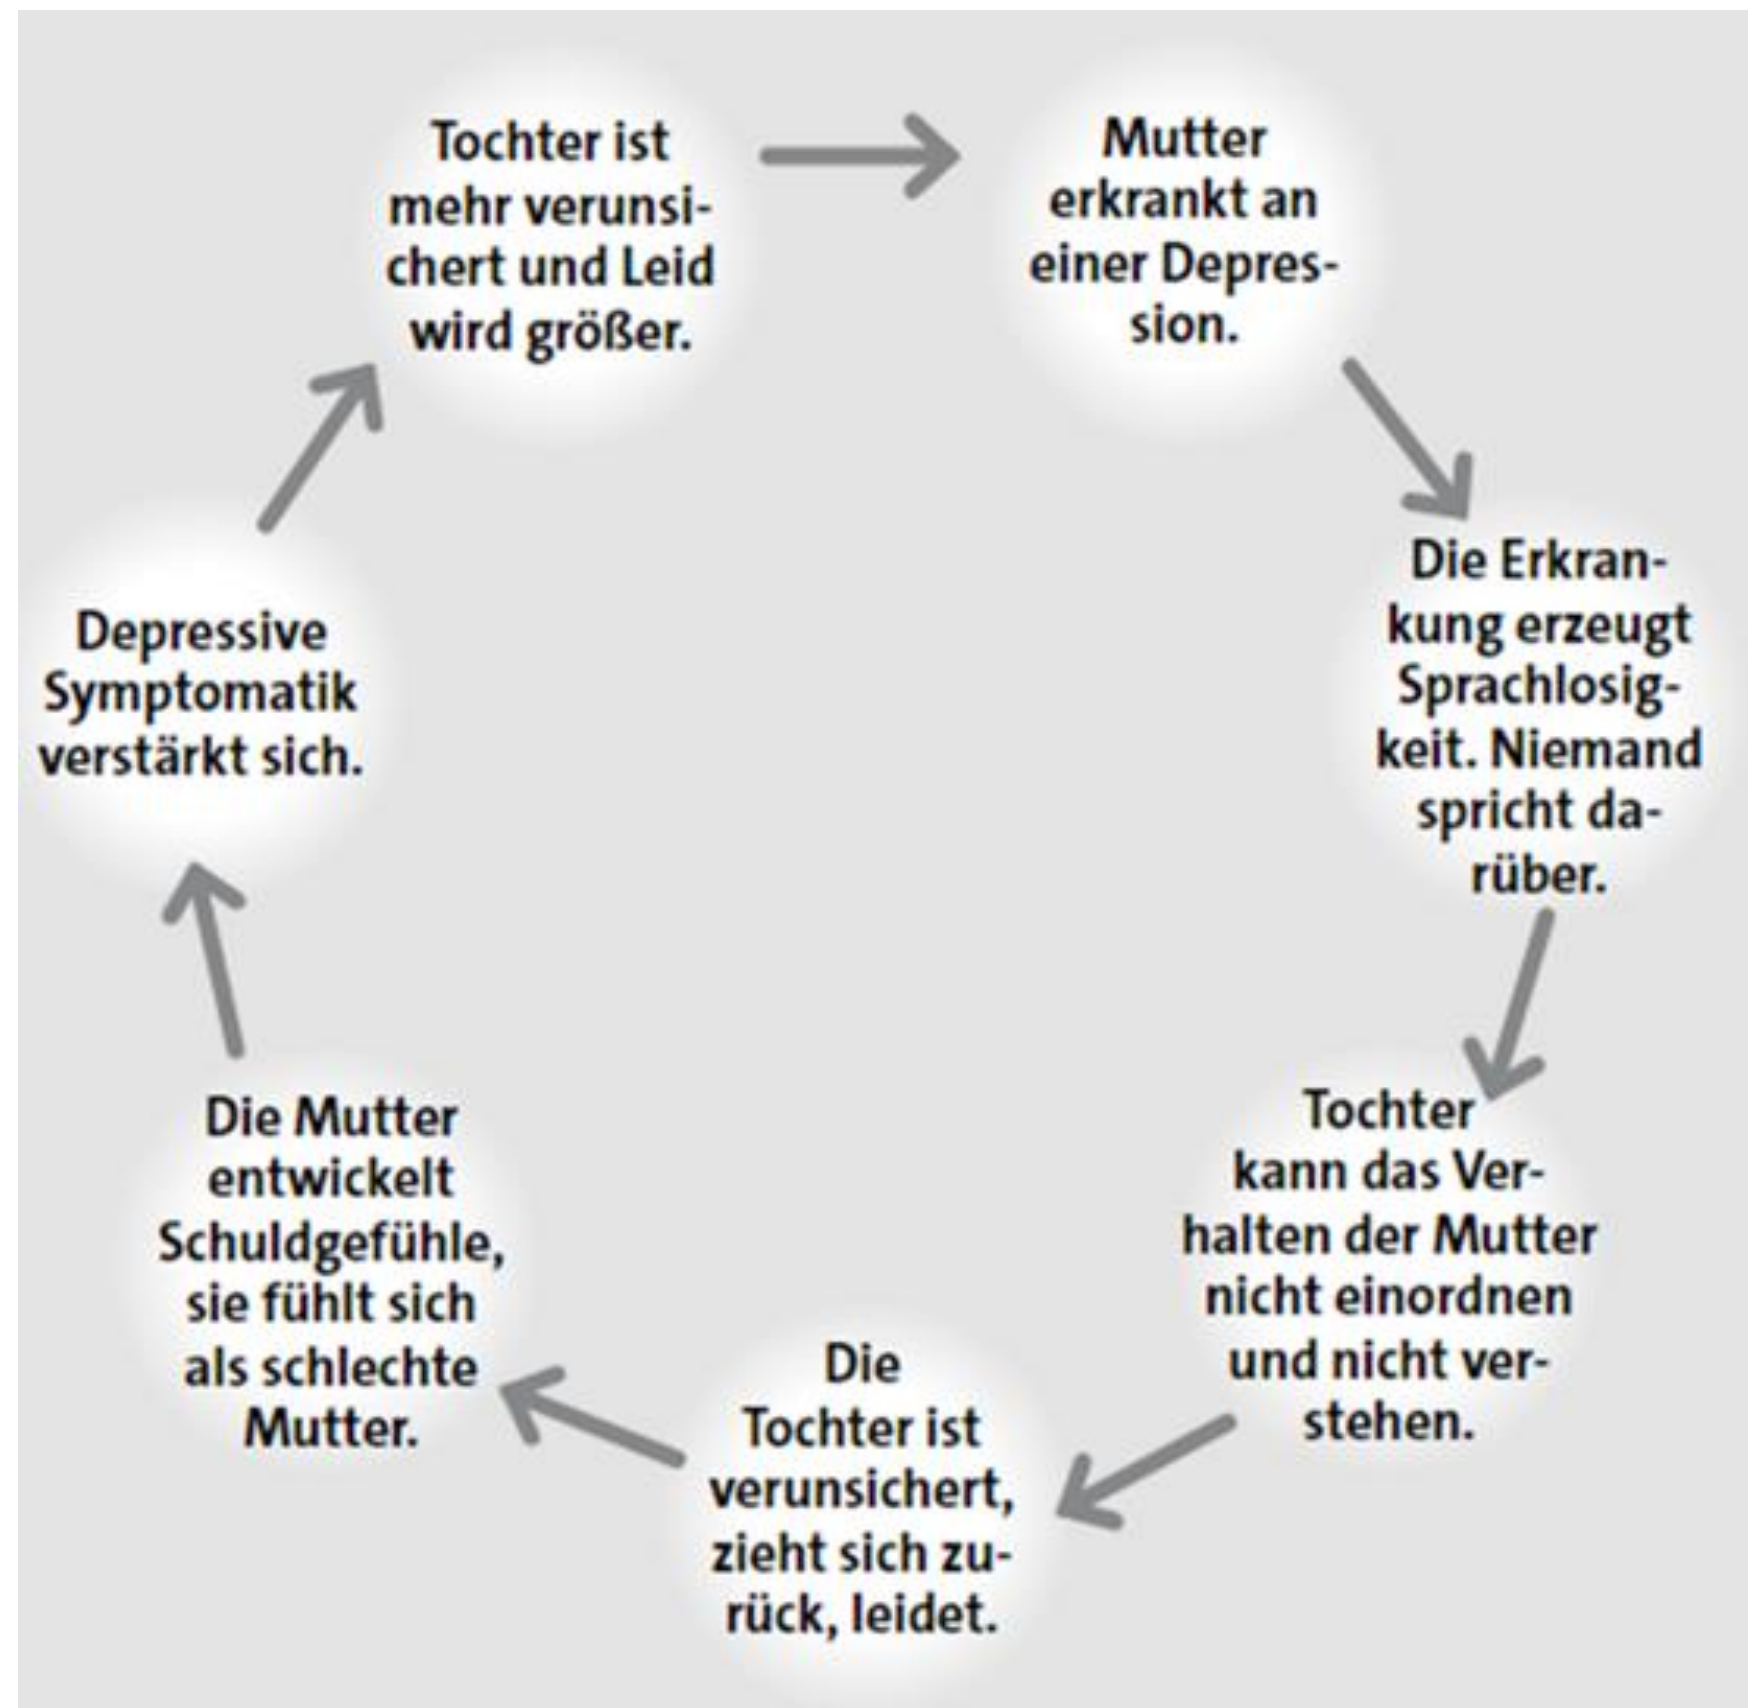 Tochter ist
mehr verunsi-
chert und Leid
wird größer.
Mutter
erkrankt an
einer Depres-
sion.
Die Erkran-
kung erzeugt
Sprachlosig-
keit. Niemand
spricht da-
rüber.
Tochter
kann das Ver-
halten der Mutter
nicht einordnen
und nicht ver-
stehen.
Die
Tochter ist
verunsichert,
zieht sich zu-
rück, leidet.
Die Mutter
entwickelt
Schuldgefühle,
sie fühlt sich
als schlechte
Mutter.
Depressive
Symptomatik
verstärkt sich.